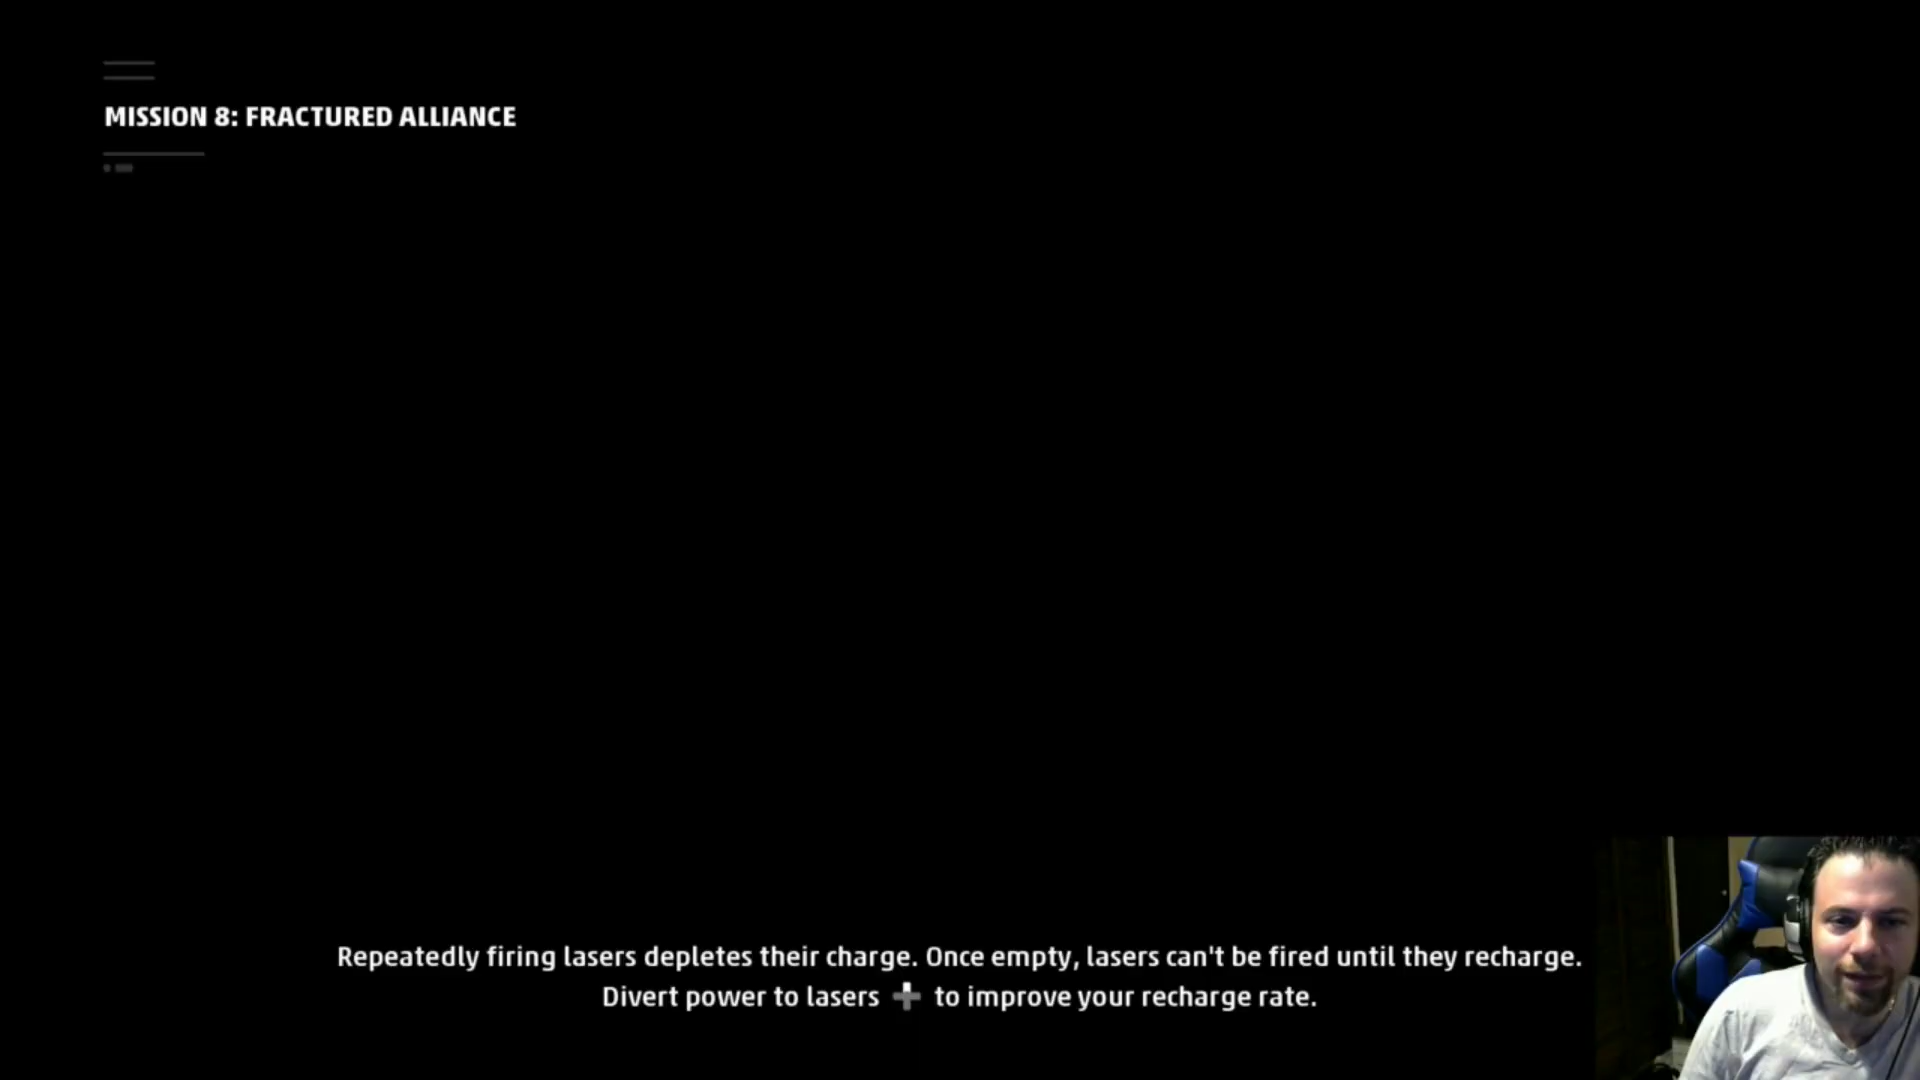 MISSION 8: FRACTURED ALLIANCE
Repeatedly firing lasers depletes their charge. Once empty, lasers can't be fired until they recharge.
Divert power to lasers to improve your recharge rate.